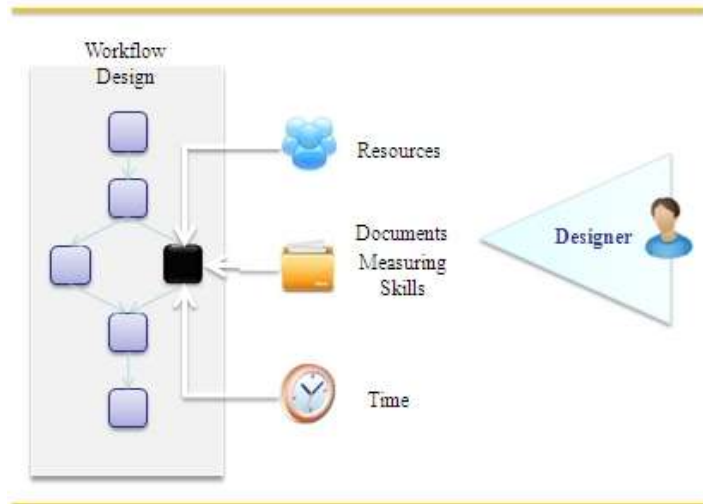 Workflow
Design
Resources
Documents
Measuring
Skills
Designer
Time